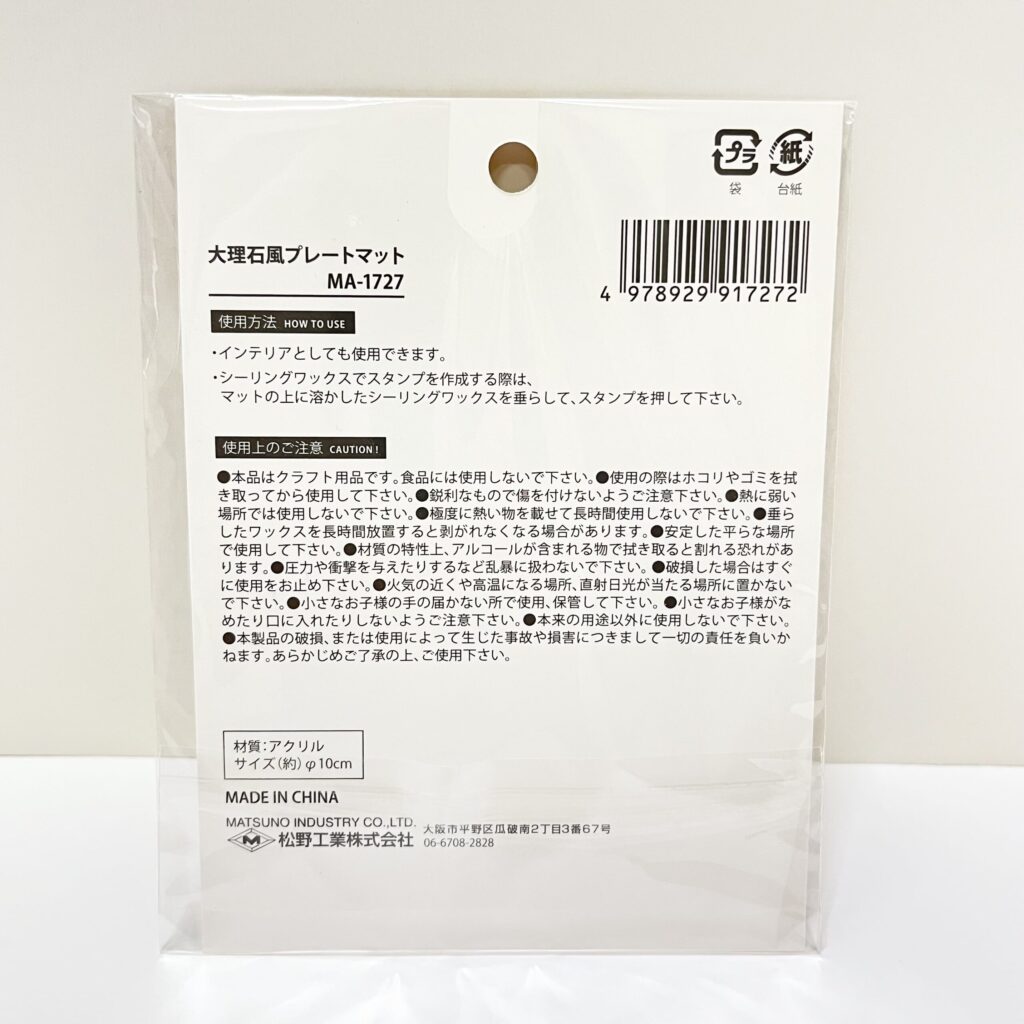 プラ 紙
袋 台紙
大理石風プレートマット
MA-1727
4 978929 917272
使用方法 HOW TO USE
・インテリアとしても使用できます。
・シーリングワックスでスタンプを作成する際は、
マットの上に溶かしたシーリングワックスを垂らして、スタンプを押して下さい。
使用上のご注意 CAUTION!
●本品はクラフト用品です。食品には使用しないで下さい。●使用の際はホコリやゴミを拭
き取ってから使用して下さい。●鋭利なもので傷を付けないようご注意下さい。●熱に弱い
場所では使用しないで下さい。●極度に熱い物を載せて長時間使用しないで下さい。●垂ら
したワックスを長時間放置すると剥がれなくなる場合があります。●安定した平らな場所
で使用して下さい。●材質の特性上、アルコールが含まれる物で拭き取ると割れる恐れがあ
ります。●圧力や衝撃を与えたりするなど乱暴に扱わないで下さい。●破損した場合はすぐ
に使用をお止め下さい。●火気の近くや高温になる場所、直射日光が当たる場所に置かない
で下さい。●小さなお子様の手の届かない所で使用、保管して下さい。●小さなお子様がな
めたり口に入れたりしないようご注意下さい。●本来の用途以外に使用しないで下さい。
●本製品の破損、または使用によって生じた事故や損害につきまして一切の責任を負いか
ねます。あらかじめご了承の上、ご使用下さい。
材質:アクリル
サイズ(約)φ10cm
MADE IN CHINA
MATSUNO INDUSTRY CO.,LTD.
M 松野工業株式会社 大阪市平野区瓜破南2丁目3番67号
06-6708-2828